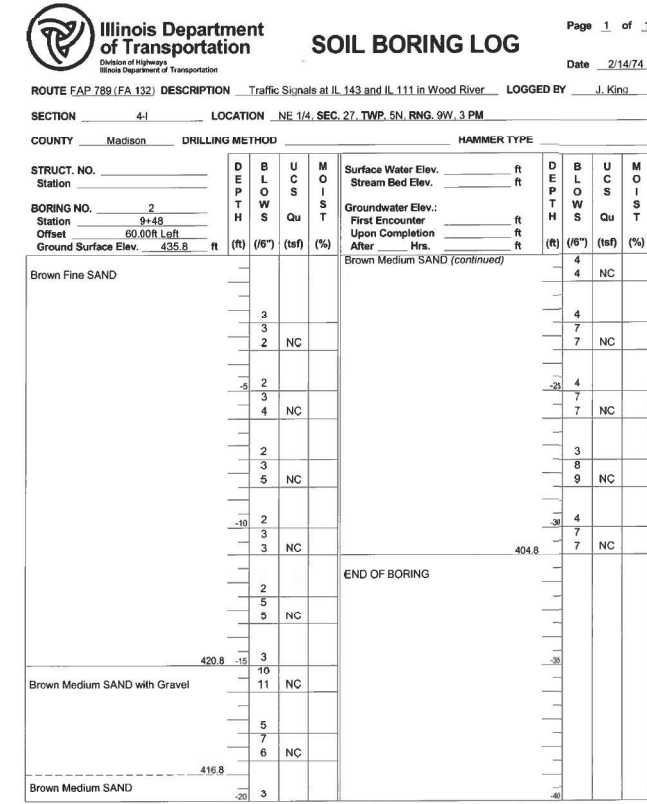 Illinois Department
of Transportation
Division of Highways
Illinois Department of Transportation
SOIL BORING LOG
Page 1 of 1
Date 2/14/74
ROUTE FAP 789 (FA 132) DESCRIPTION Traffic Signals at IL 143 and IL 111 in Wood River LOGGED BY J. King
SECTION 4-I LOCATION NE 1/4, SEC. 27, TWP. 5N, RNG. 9W, 3 PM
COUNTY Madison DRILLING METHOD HAMMER TYPE
STRUCT. NO.
Station
BORING NO. 2
Station 9+48
Offset 60.00ft Left
Ground Surface Elev. 435.8 ft
DEPTH (ft)
BLOWS (/6")
UCS Qu (tsf)
MOIST (%)
Surface Water Elev. ft
Stream Bed Elev. ft
Groundwater Elev.:
First Encounter ft
Upon Completion ft
After Hrs. ft
DEPTH (ft)
BLOWS (/6")
UCS Qu (tsf)
MOIST (%)
Brown Fine SAND
3
3
2 NC
-5 2
3
4 NC
2
3
5 NC
-10 2
3
3 NC
2
5
5 NC
420.8 -15 3
10
Brown Medium SAND with Gravel 11 NC
5
7
6 NC
416.8
Brown Medium SAND
-20 3
Brown Medium SAND (continued) 4
4 NC
4
7
7 NC
-25 4
7
7 NC
3
8
9 NC
-30 4
7
404.8 7 NC
END OF BORING
-35
-40